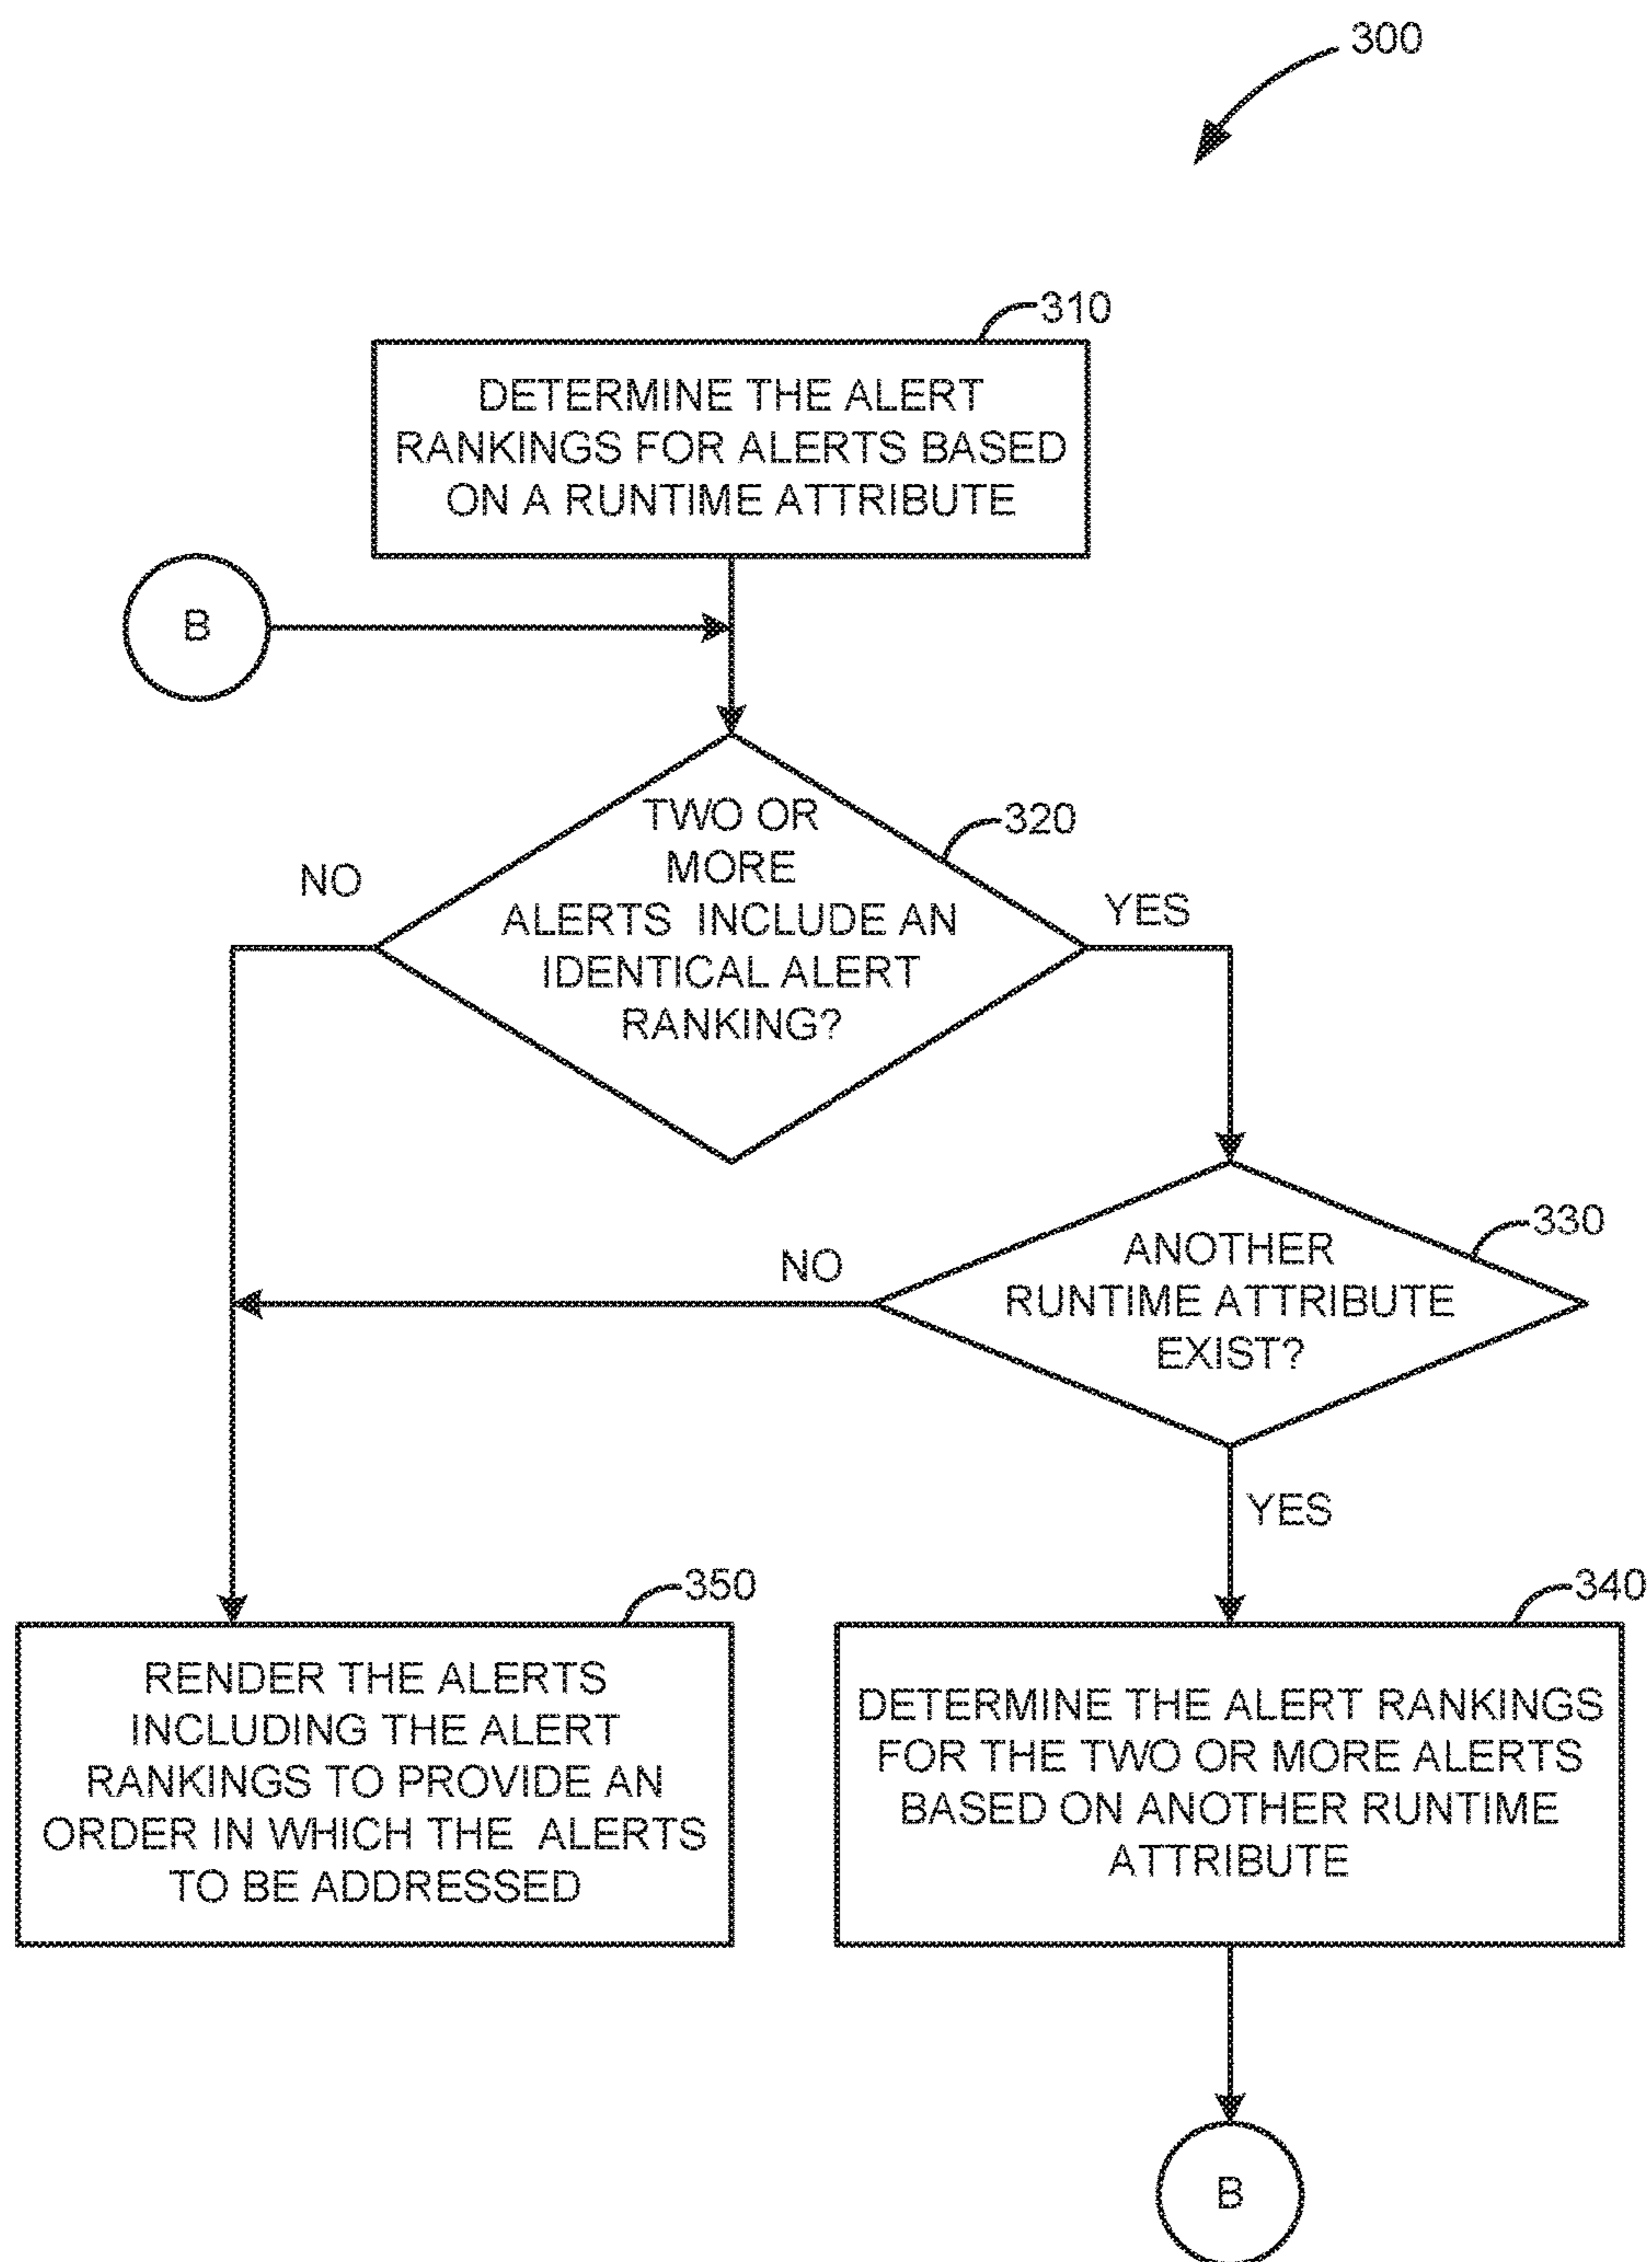 300
310
DETERMINE THE ALERT
RANKINGS FOR ALERTS BASED
ON A RUNTIME ATTRIBUTE
B
320
TWO OR
MORE
ALERTS INCLUDE AN
IDENTICAL ALERT
RANKING?
NO
YES
330
ANOTHER
RUNTIME ATTRIBUTE
EXIST?
NO
YES
350
RENDER THE ALERTS
INCLUDING THE ALERT
RANKINGS TO PROVIDE AN
ORDER IN WHICH THE ALERTS
TO BE ADDRESSED
340
DETERMINE THE ALERT RANKINGS
FOR THE TWO OR MORE ALERTS
BASED ON ANOTHER RUNTIME
ATTRIBUTE
B